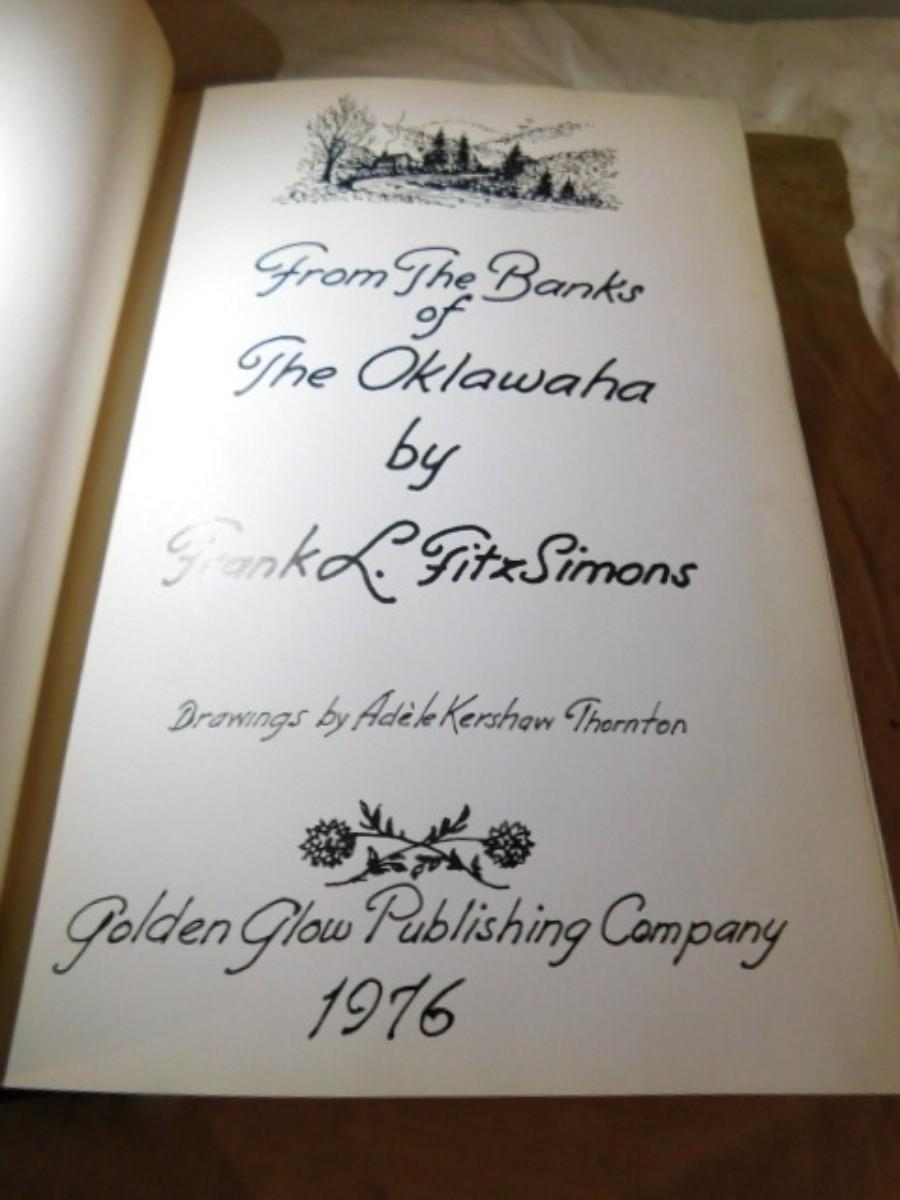 From The Banks
of
The Oklawaha
by
Frank L. FitzSimons
Drawings by Adèle Kershaw Thornton
Golden Glow Publishing Company
1976